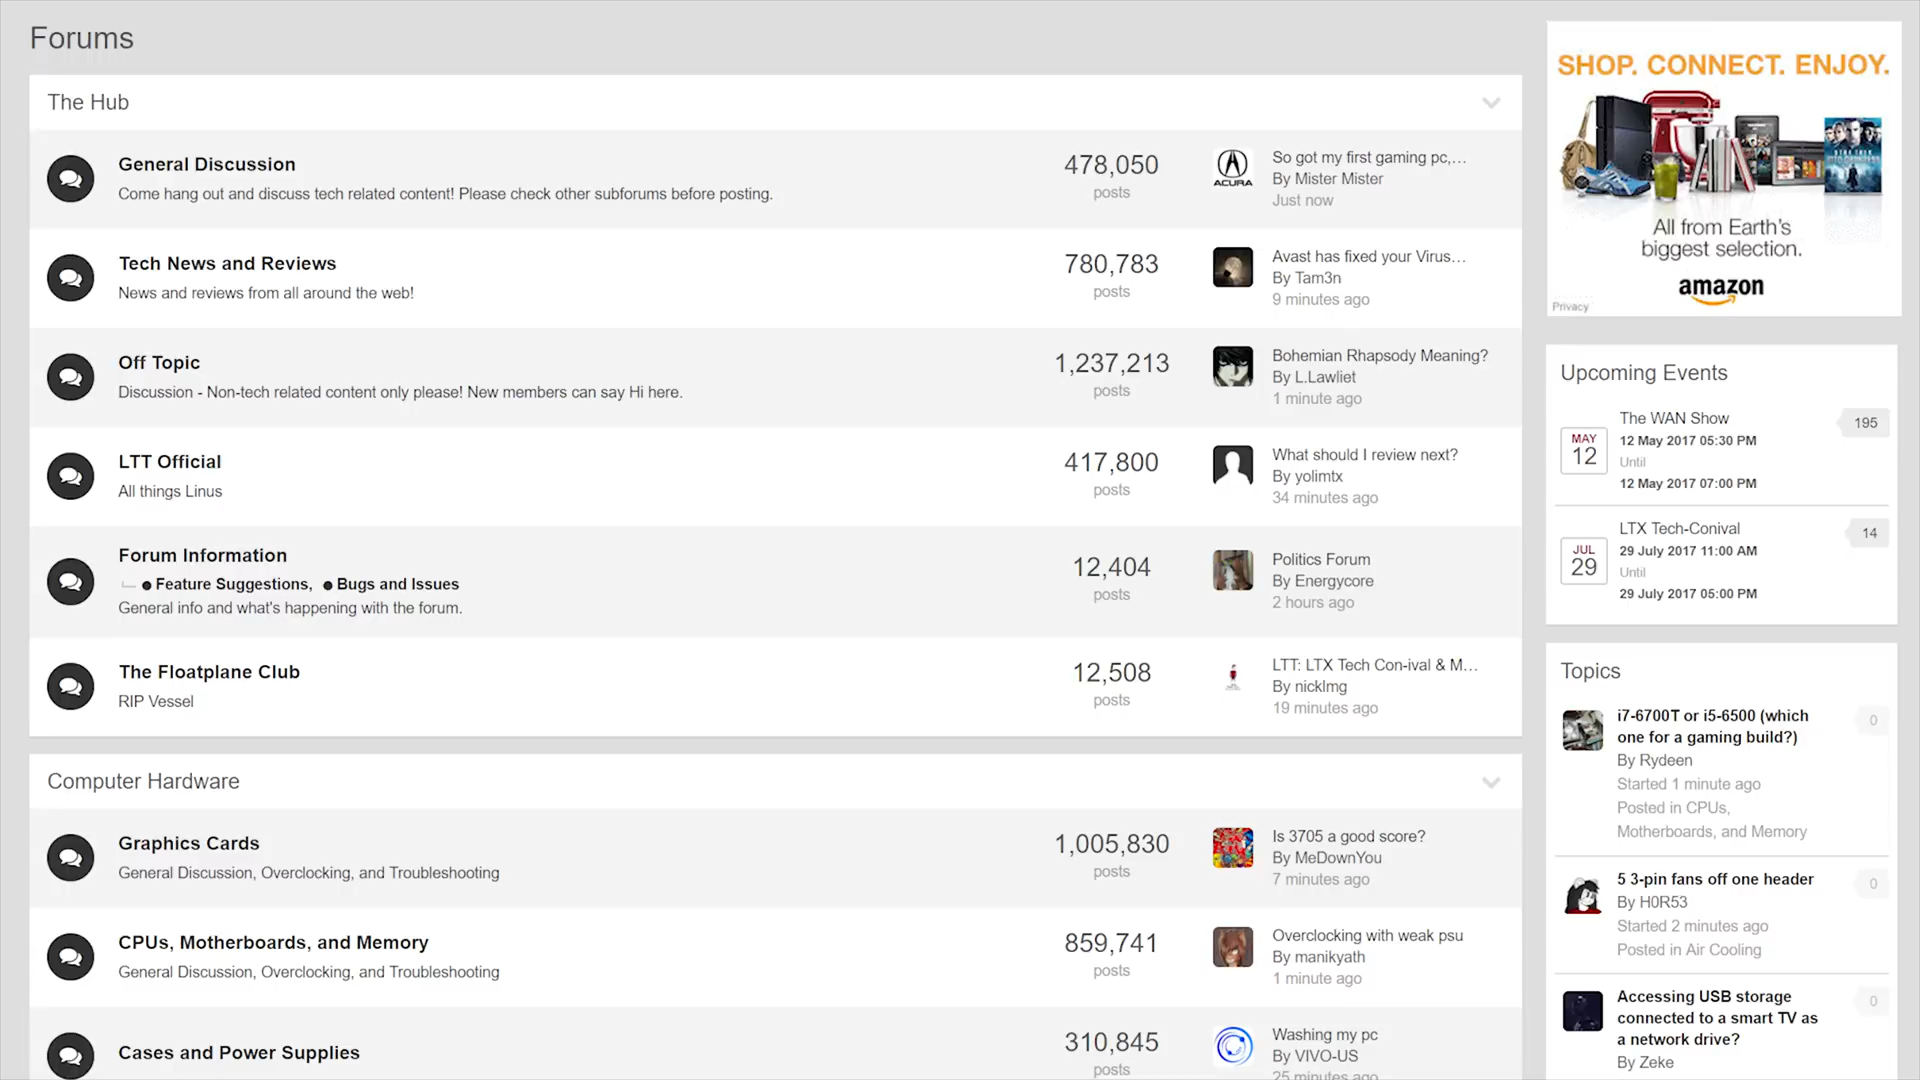 Forums
The Hub
General Discussion
Come hang out and discuss tech related content! Please check other subforums before posting.
478,050
posts
ACURA
So got my first gaming pc,...
By Mister Mister
Just now
Tech News and Reviews
News and reviews from all around the web!
780,783
posts
Avast has fixed your Virus...
By Tam3n
9 minutes ago
Off Topic
Discussion - Non-tech related content only please! New members can say Hi here.
1,237,213
posts
Bohemian Rhapsody Meaning?
By L.Lawliet
1 minute ago
LTT Official
All things Linus
417,800
posts
What should I review next?
By yolimtx
34 minutes ago
Forum Information
Feature Suggestions, Bugs and Issues
General info and what's happening with the forum.
12,404
posts
Politics Forum
By Energycore
2 hours ago
The Floatplane Club
RIP Vessel
12,508
posts
LTT: LTX Tech Con-ival & M...
By nicklmg
19 minutes ago
Computer Hardware
Graphics Cards
General Discussion, Overclocking, and Troubleshooting
1,005,830
posts
Is 3705 a good score?
By MeDownYou
7 minutes ago
CPUs, Motherboards, and Memory
General Discussion, Overclocking, and Troubleshooting
859,741
posts
Overclocking with weak psu
By manikyath
1 minute ago
Cases and Power Supplies
310,845
posts
Washing my pc
By VIVO-US
25 minutes ago
SHOP. CONNECT. ENJOY.
All from Earth's
biggest selection.
amazon
Privacy
Upcoming Events
MAY
12
The WAN Show
12 May 2017 05:30 PM
Until
12 May 2017 07:00 PM
195
JUL
29
LTX Tech-Conival
29 July 2017 11:00 AM
Until
29 July 2017 05:00 PM
14
Topics
i7-6700T or i5-6500 (which
one for a gaming build?)
By Rydeen
Started 1 minute ago
Posted in CPUs,
Motherboards, and Memory
0
5 3-pin fans off one header
By H0R53
Started 2 minutes ago
Posted in Air Cooling
0
Accessing USB storage
connected to a smart TV as
a network drive?
By Zeke
0